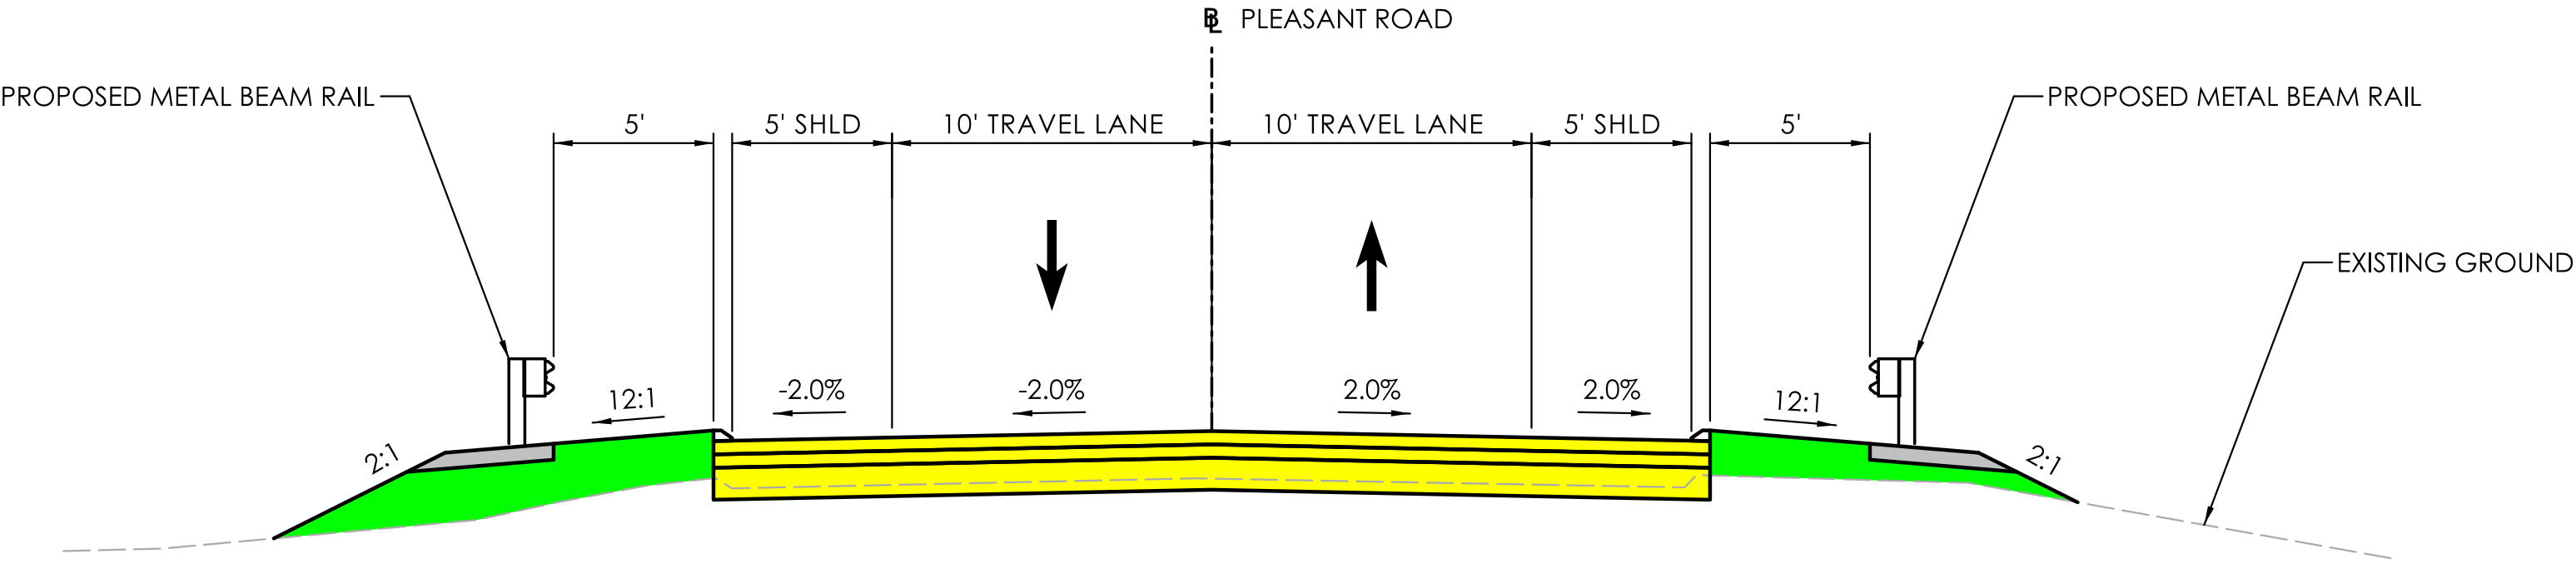 ℄ PLEASANT ROAD
PROPOSED METAL BEAM RAIL
PROPOSED METAL BEAM RAIL
5' 5' SHLD 10' TRAVEL LANE 10' TRAVEL LANE 5' SHLD 5'
EXISTING GROUND
12:1 -2.0% -2.0% 2.0% 2.0% 12:1
2:1 2:1